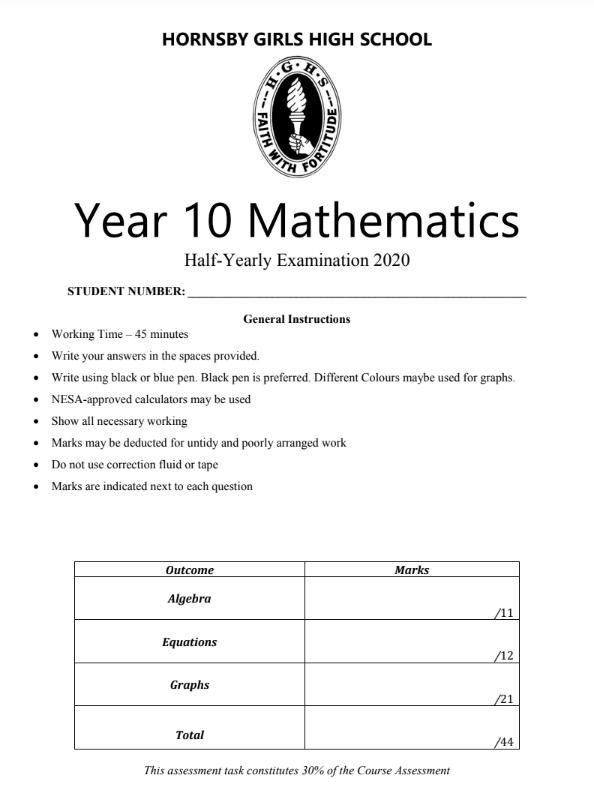 HORNSBY GIRLS HIGH SCHOOL
H·G·H·S
FAITH WITH FORTITUDE
Year 10 Mathematics
Half-Yearly Examination 2020
STUDENT NUMBER:
General Instructions
• Working Time – 45 minutes
• Write your answers in the spaces provided.
• Write using black or blue pen. Black pen is preferred. Different Colours maybe used for graphs.
• NESA-approved calculators may be used
• Show all necessary working
• Marks may be deducted for untidy and poorly arranged work
• Do not use correction fluid or tape
• Marks are indicated next to each question
Outcome Marks
Algebra /11
Equations /12
Graphs /21
Total /44
This assessment task constitutes 30% of the Course Assessment